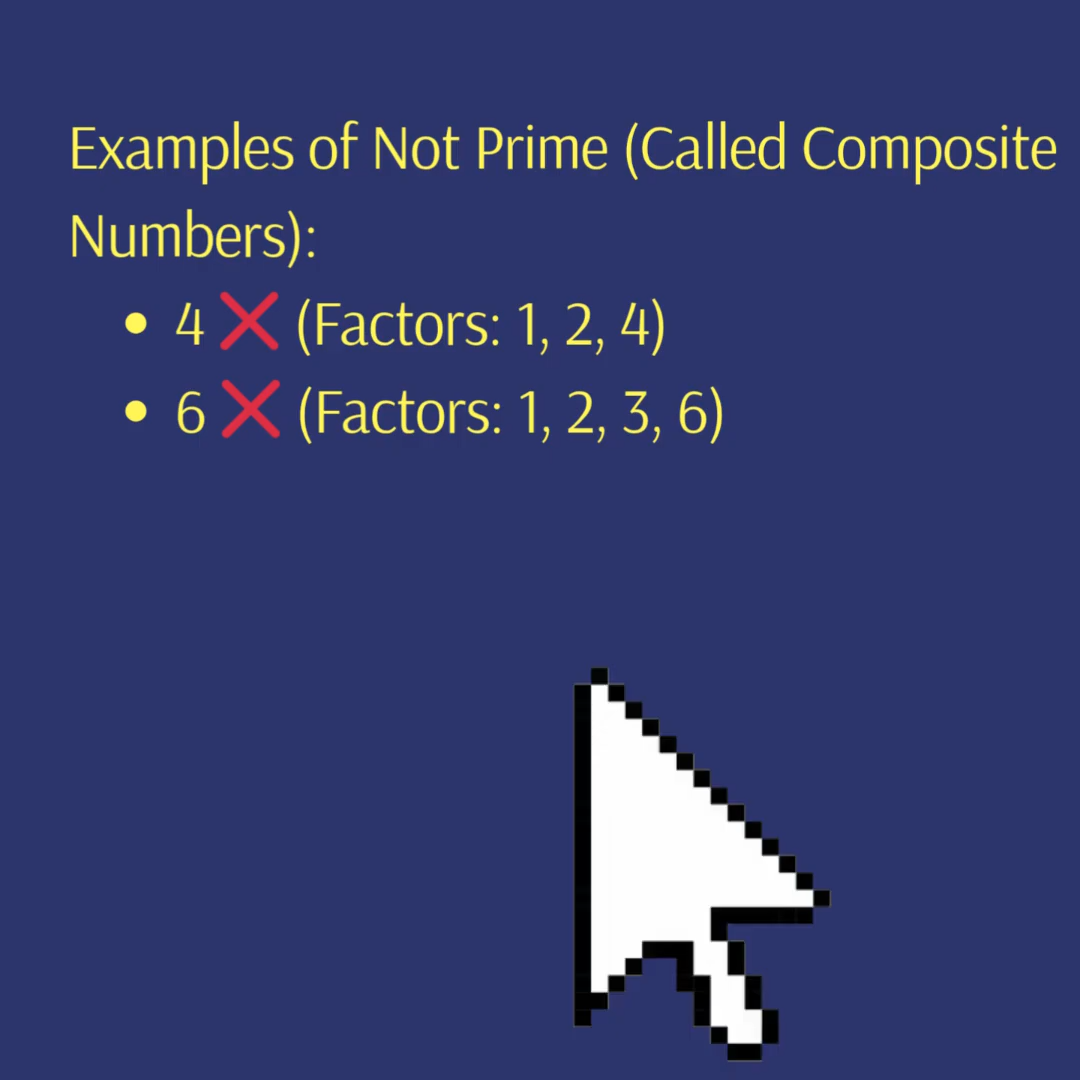 Examples of Not Prime (Called Composite
Numbers):
• 4 ❌ (Factors: 1, 2, 4)
• 6 ❌ (Factors: 1, 2, 3, 6)